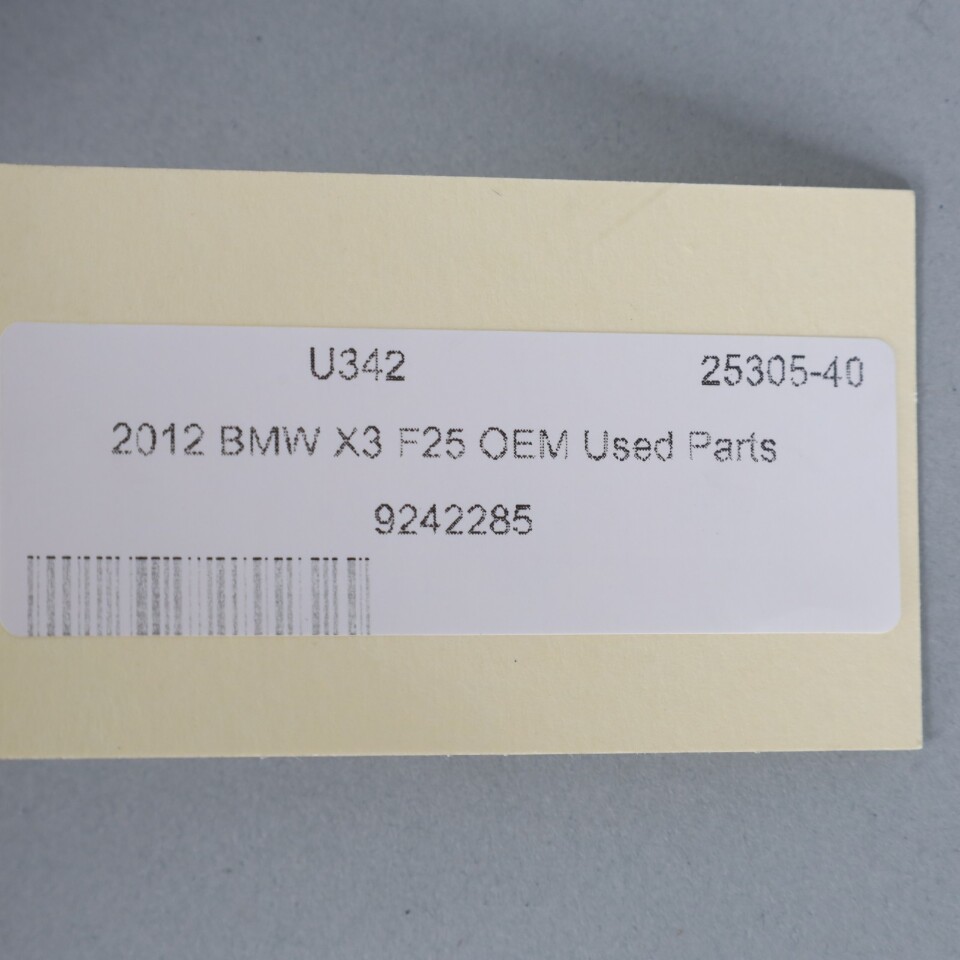 U342 25305-40
2012 BMW X3 F25 OEM Used Parts
9242285